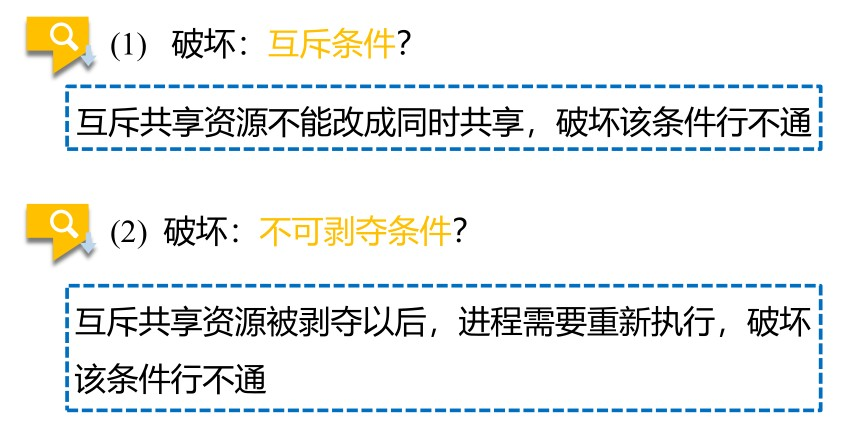 (1) 破坏：互斥条件？
互斥共享资源不能改成同时共享，破坏该条件行不通
(2) 破坏：不可剥夺条件？
互斥共享资源被剥夺以后，进程需要重新执行，破坏
该条件行不通